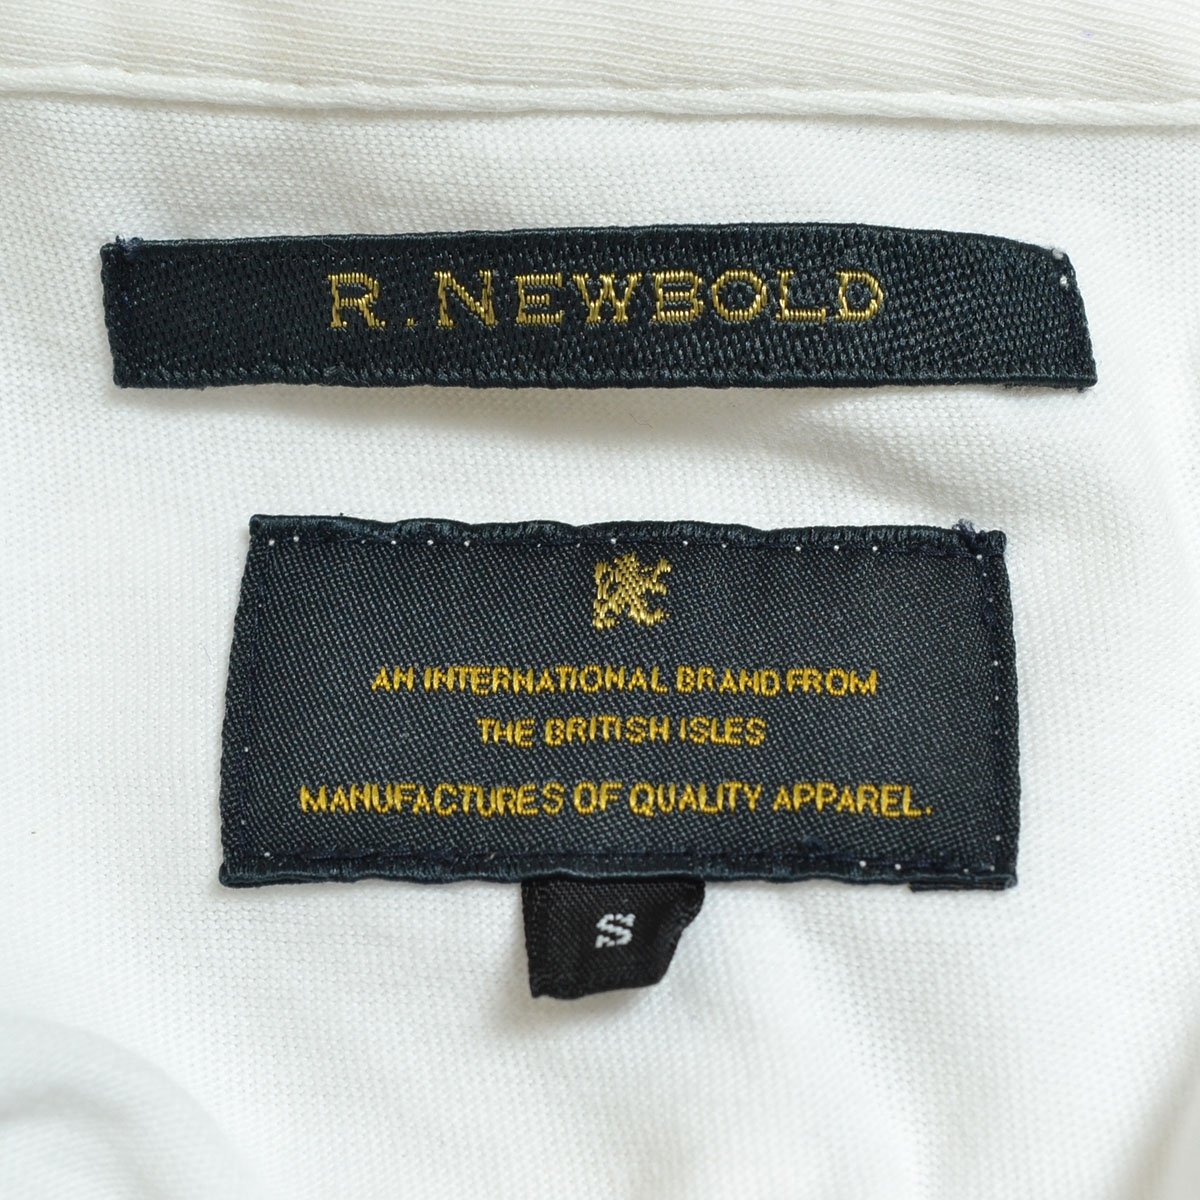 R. NEWBOLD
AN INTERNATIONAL BRAND FROM
THE BRITISH ISLES
MANUFACTURES OF QUALITY APPAREL.
S